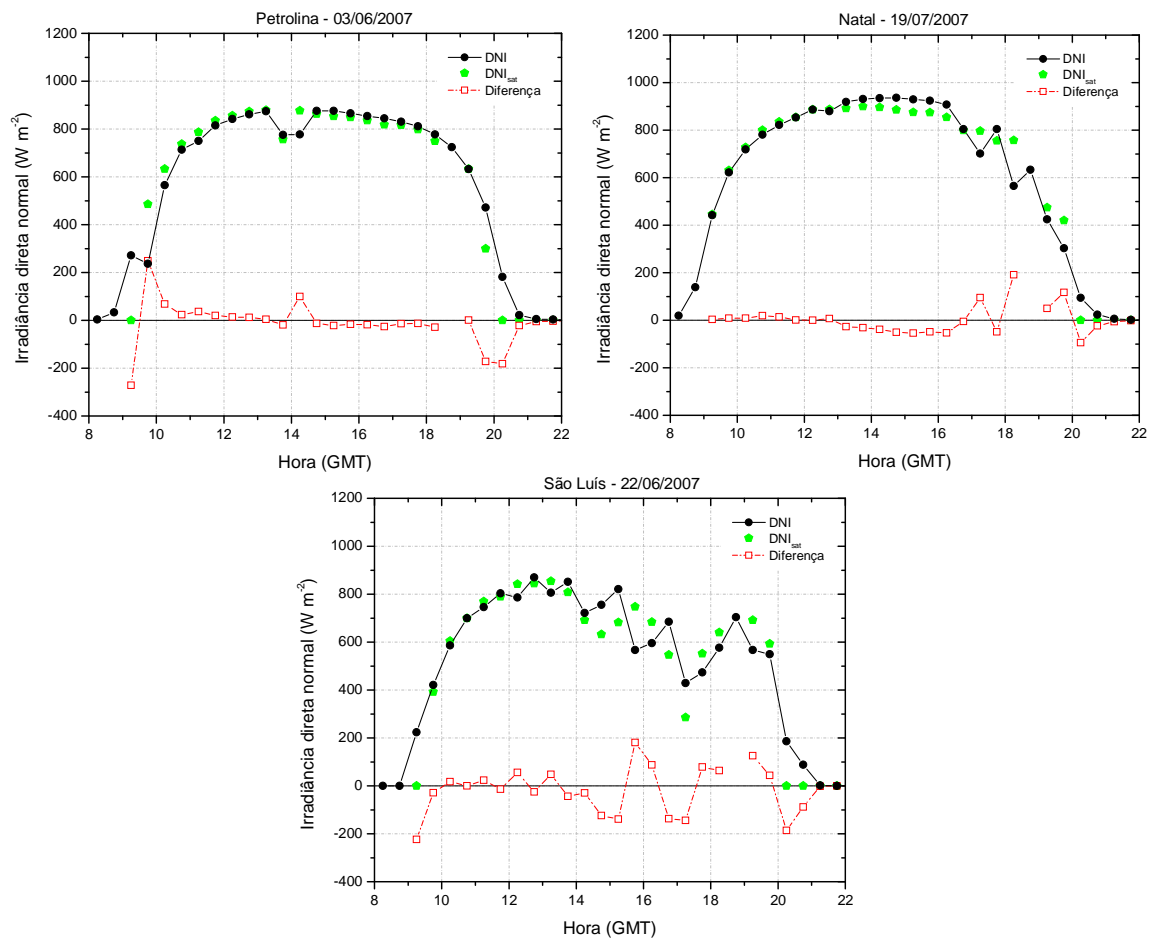 Petrolina - 03/06/2007
1200
1000
800
600
400
200
0
-200
-400
Irradiância direta normal (W m-2)
DNI
DNIsat
Diferença
8 10 12 14 16 18 20 22
Hora (GMT)
Natal - 19/07/2007
1200
1000
800
600
400
200
0
-200
-400
Irradiância direta normal (W m-2)
DNI
DNIsat
Diferença
8 10 12 14 16 18 20 22
Hora (GMT)
São Luís - 22/06/2007
1200
1000
800
600
400
200
0
-200
-400
Irradiância direta normal (W m-2)
DNI
DNIsat
Diferença
8 10 12 14 16 18 20 22
Hora (GMT)